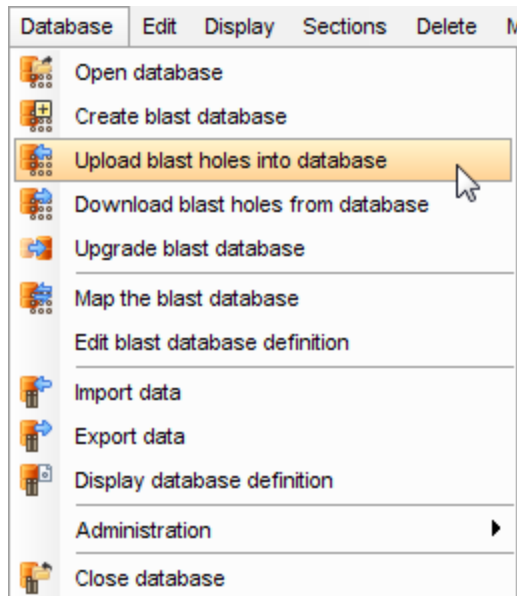 Database Edit Display Sections Delete
Open database
Create blast database
Upload blast holes into database
Download blast holes from database
Upgrade blast database
Map the blast database
Edit blast database definition
Import data
Export data
Display database definition
Administration
Close database